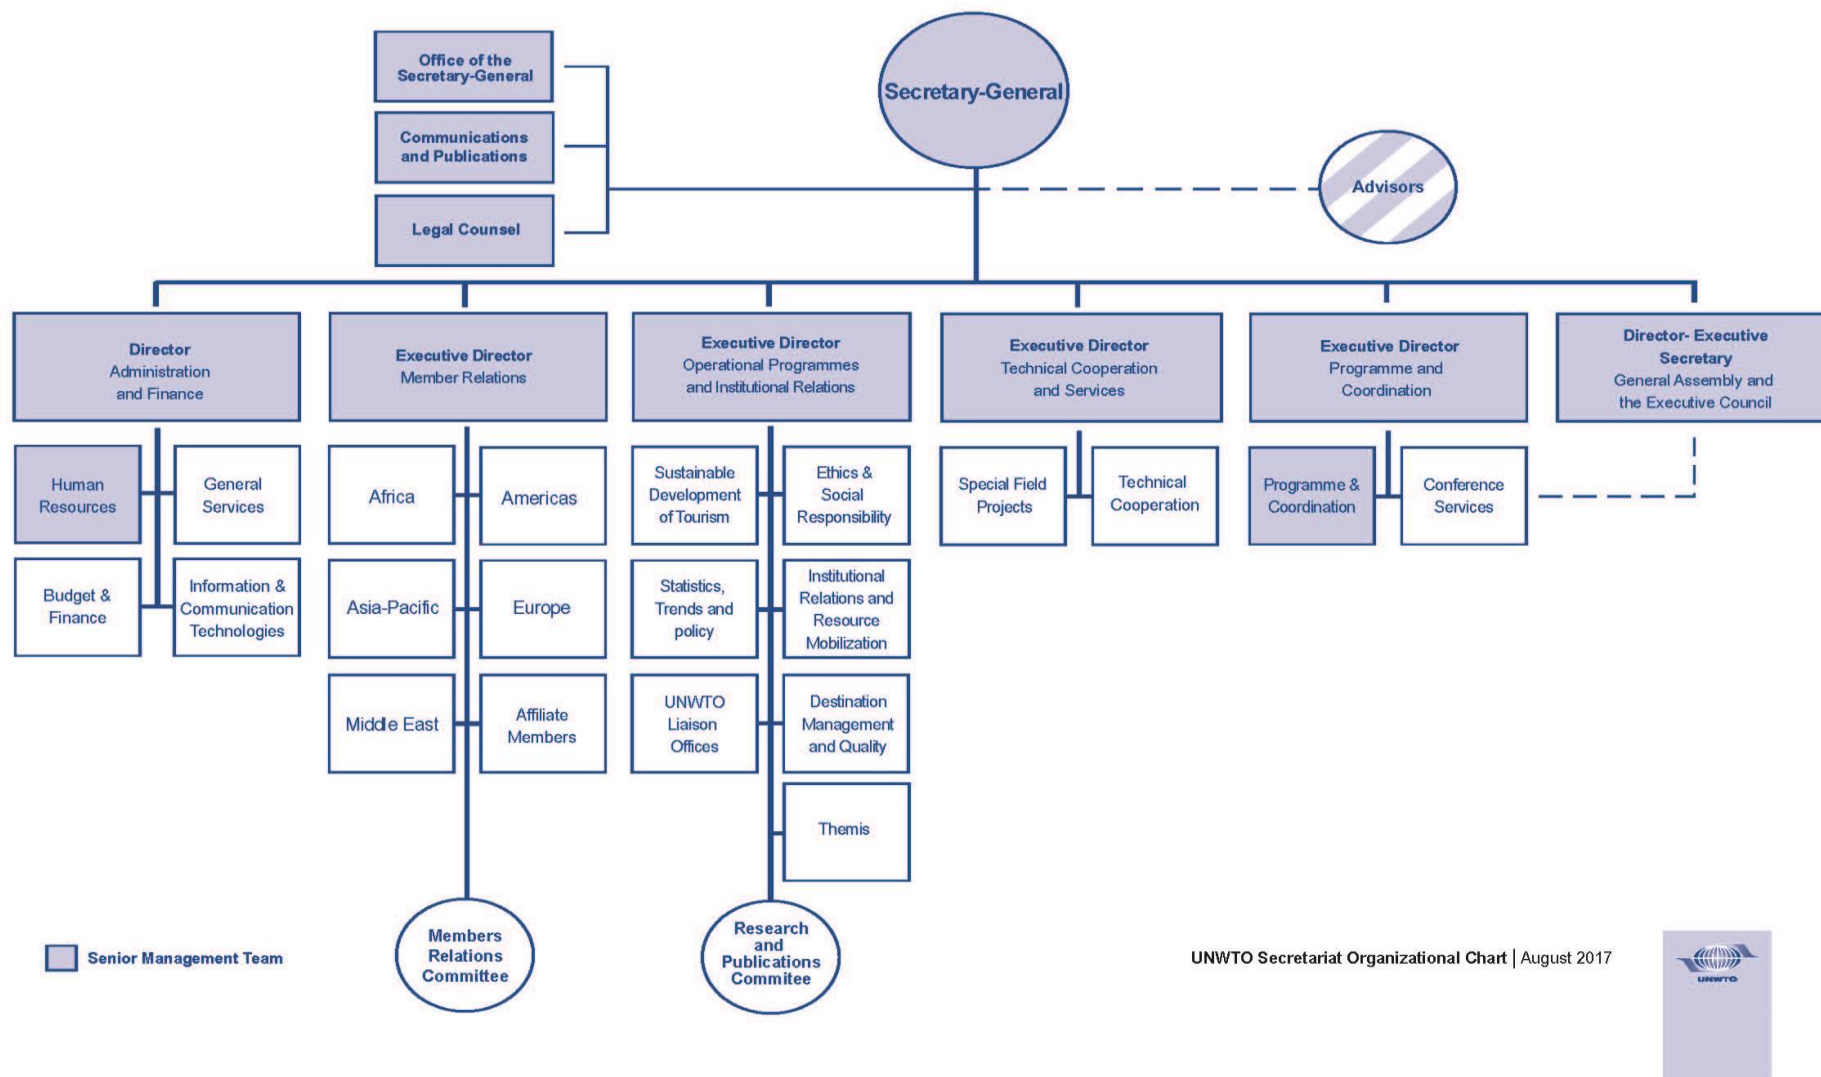 Office of the
Secretary-General
Communications
and Publications
Legal Counsel
Secretary-General
Advisors
Director
Administration
and Finance
Executive Director
Member Relations
Executive Director
Operational Programmes
and Institutional Relations
Executive Director
Technical Cooperation
and Services
Executive Director
Programme and
Coordination
Director- Executive
Secretary
General Assembly and
the Executive Council
Human
Resources
General
Services
Budget &
Finance
Information &
Communication
Technologies
Africa
Americas
Asia-Pacific
Europe
Middle East
Affiliate
Members
Members
Relations
Committee
Sustainable
Development
of Tourism
Ethics &
Social
Responsibility
Statistics,
Trends and
policy
Institutional
Relations and
Resource
Mobilization
UNWTO
Liaison
Offices
Destination
Management
and Quality
Themis
Research
and
Publications
Commitee
Special Field
Projects
Technical
Cooperation
Programme &
Coordination
Conference
Services
Senior Management Team
UNWTO Secretariat Organizational Chart | August 2017
UNWTO